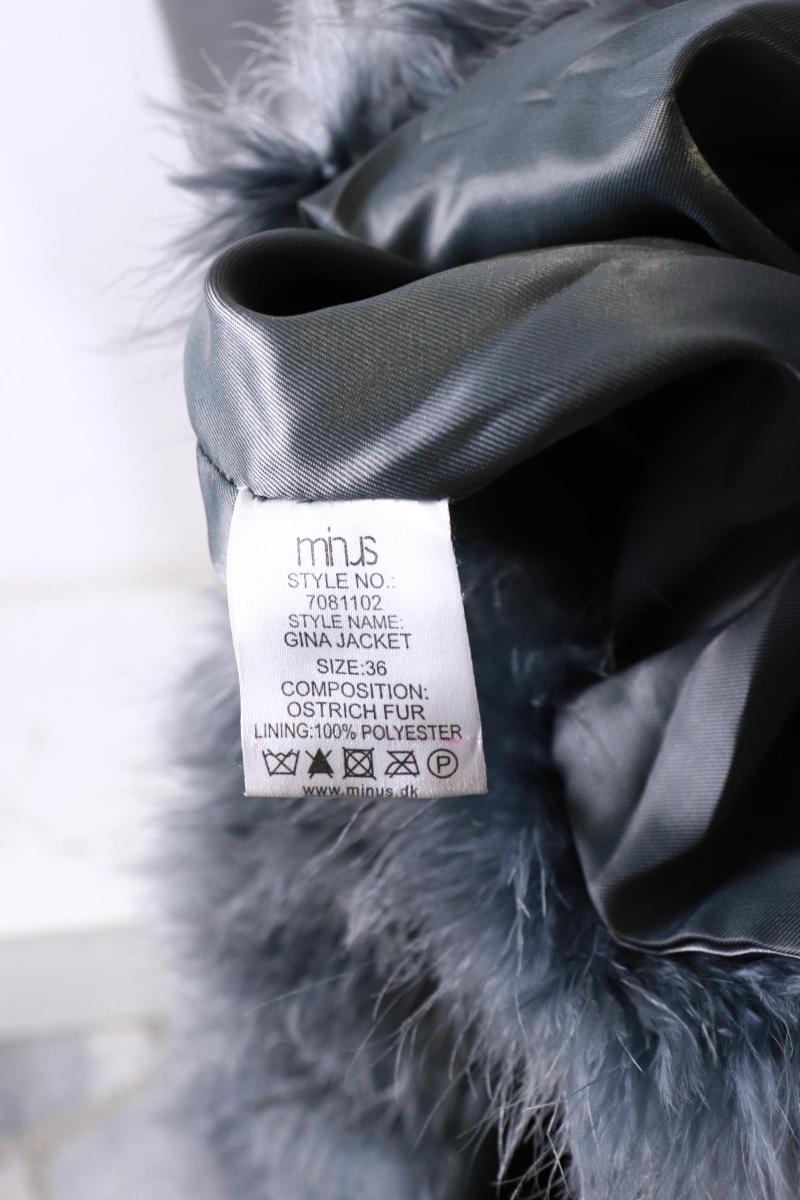 minus
STYLE NO.:
7081102
STYLE NAME:
GINA JACKET
SIZE:36
COMPOSITION:
OSTRICH FUR
LINING:100% POLYESTER
P
www.minus.dk